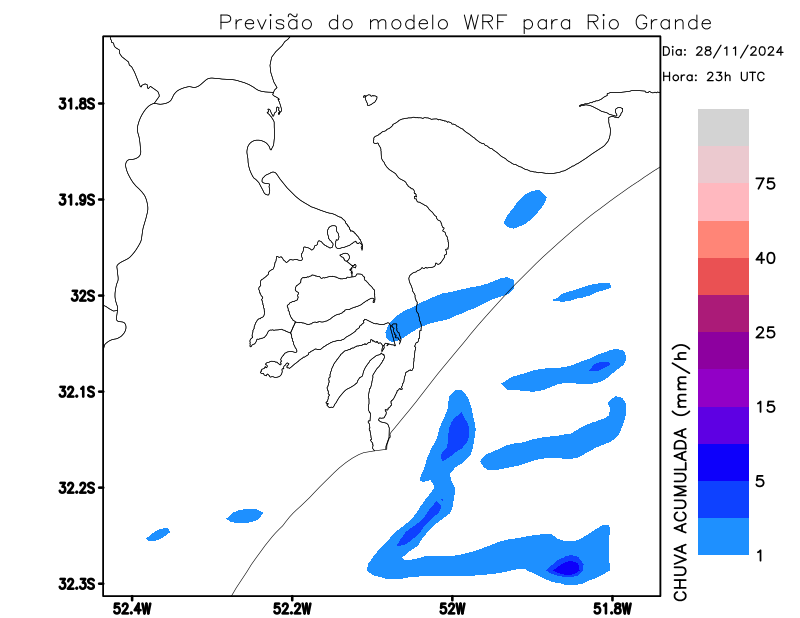 Previsão do modelo WRF para Rio Grande
Dia: 28/11/2024
Hora: 23h UTC
31.8S
31.9S
32S
32.1S
32.2S
32.3S
52.4W
52.2W
52W
51.8W
75
40
25
15
5
1
CHUVA ACUMULADA (mm/h)